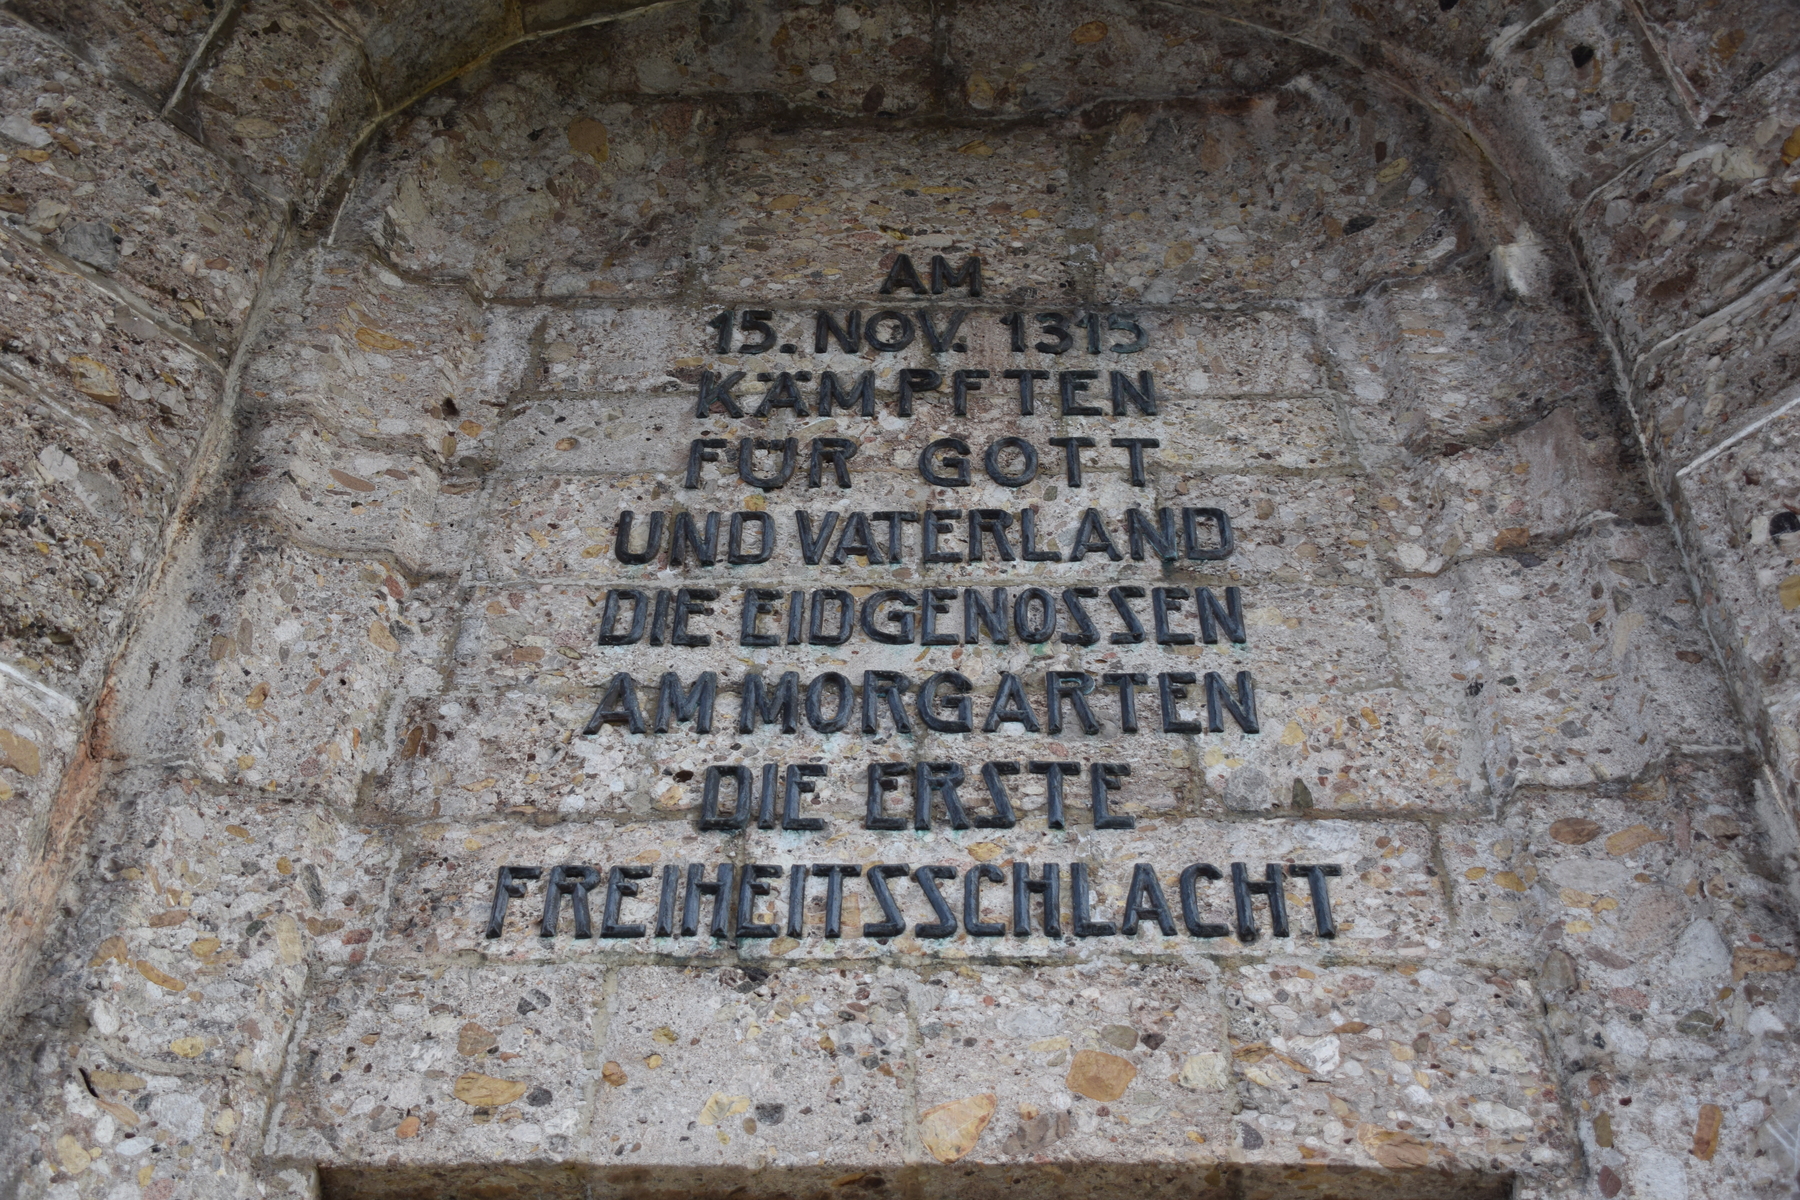 AM
15. NOV. 1315
KÄMPFTEN
FÜR GOTT
UND VATERLAND
DIE EIDGENOSSEN
AM MORGARTEN
DIE ERSTE
FREIHEITSSCHLACHT